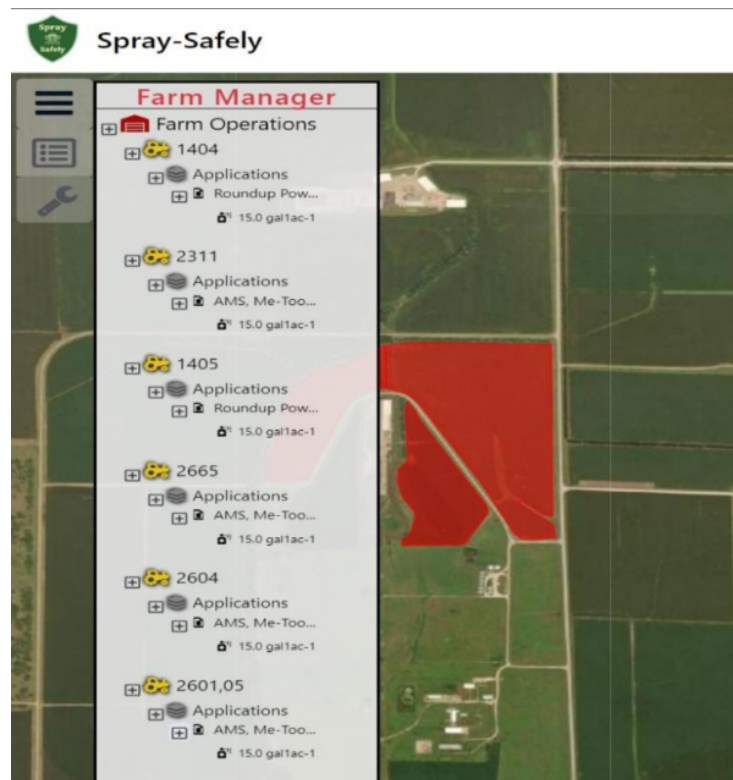 Spray
Safely
Spray-Safely
Farm Manager
Farm Operations
1404
Applications
Roundup Pow...
15.0 gal1ac-1
2311
Applications
AMS, Me-Too...
15.0 gal1ac-1
1405
Applications
Roundup Pow...
15.0 gal1ac-1
2665
Applications
AMS, Me-Too...
15.0 gal1ac-1
2604
Applications
AMS, Me-Too...
15.0 gal1ac-1
2601,05
Applications
AMS, Me-Too...
15.0 gal1ac-1